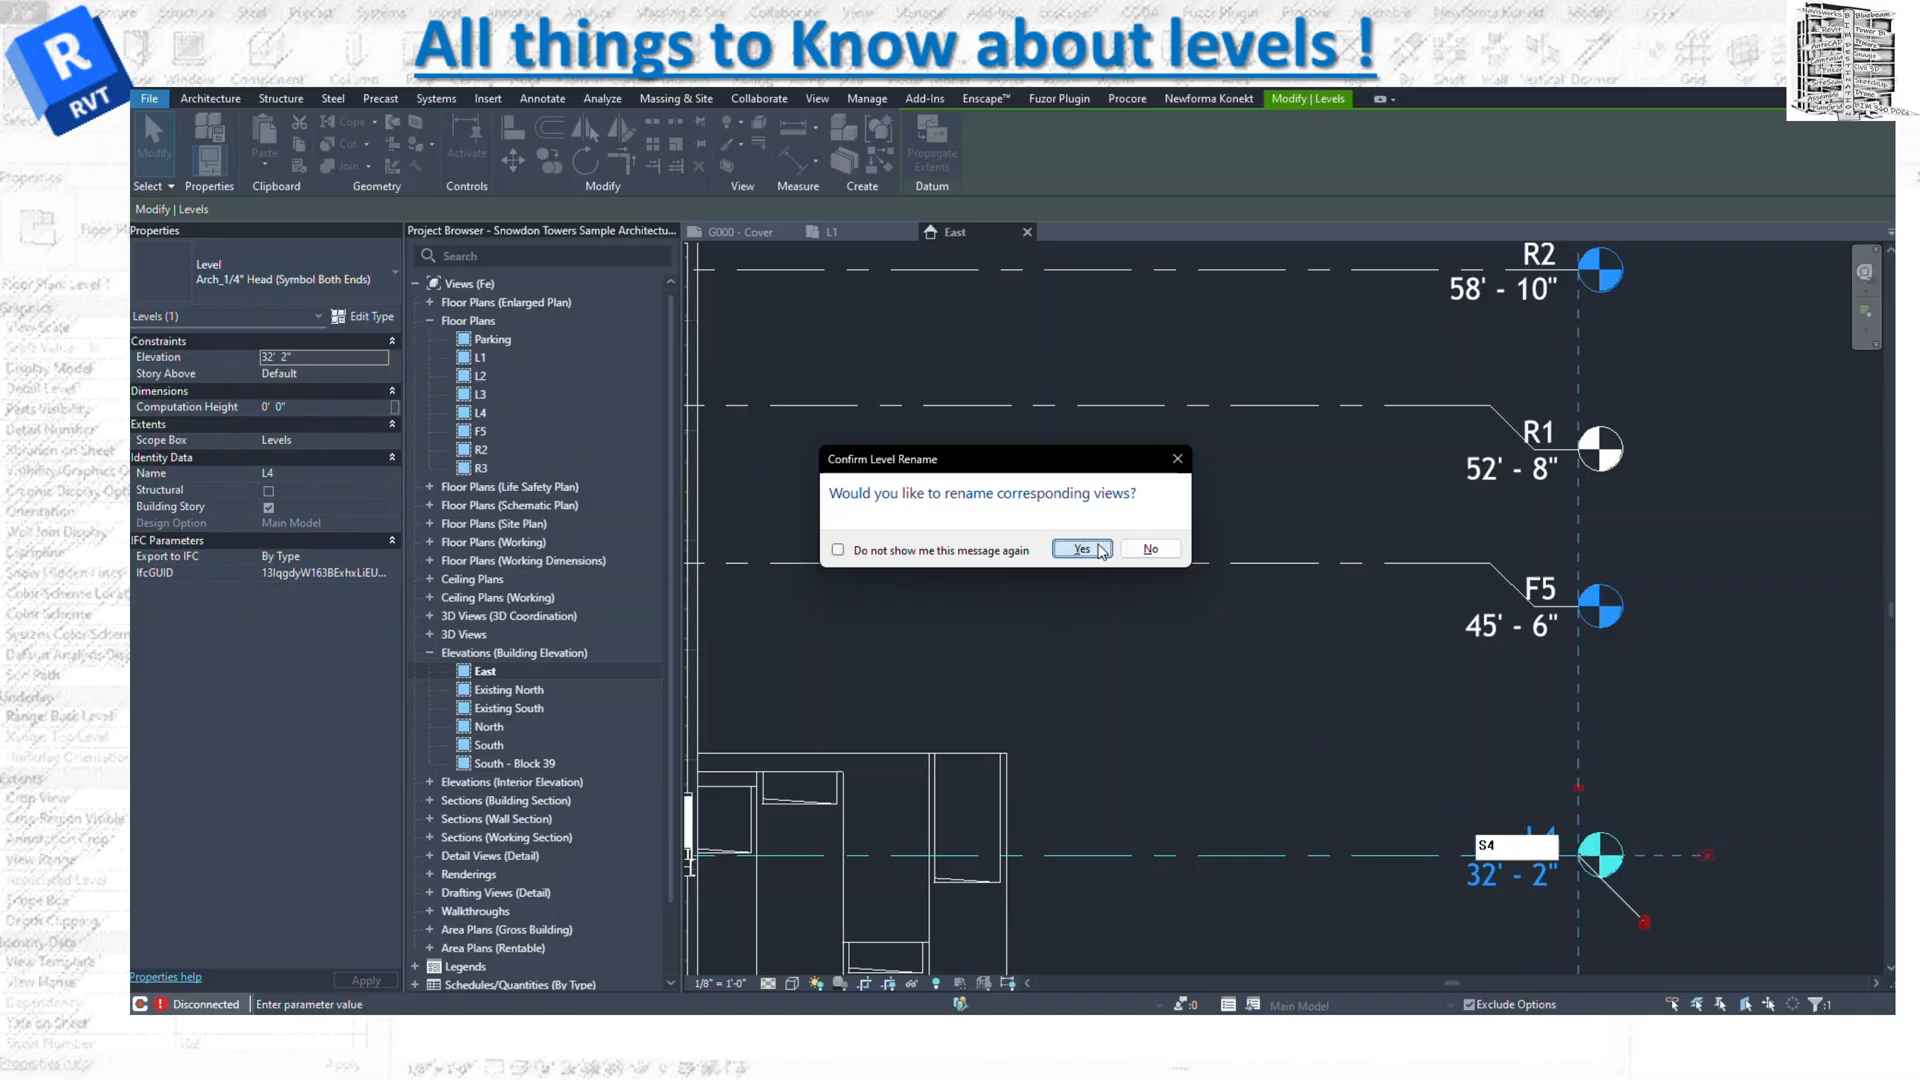 All things to Know about levels !
R
RVT
File Architecture Structure Steel Precast Systems Insert Annotate Analyze Massing & Site Collaborate View Manage Add-Ins Enscape™ Fuzor Plugin Procore Newforma Konekt Modify | Levels
Modify Paste Cope Cut Join Activate Propagate Extents
Select Properties Clipboard Geometry Controls Modify View Measure Create Datum
Modify | Levels
Properties
Level
Arch_1/4" Head (Symbol Both Ends)
Levels (1) Edit Type
Constraints
Elevation 32' 2"
Story Above Default
Dimensions
Computation Height 0' 0"
Extents
Scope Box Levels
Identity Data
Name L4
Structural
Building Story
Design Option Main Model
IFC Parameters
Export to IFC By Type
IfcGUID 13IqgdyW163BExhxLiEU...
Properties help Apply
Project Browser - Snowdon Towers Sample Architectu...
Search
Views (Fe)
Floor Plans (Enlarged Plan)
Floor Plans
Parking
L1
L2
L3
L4
F5
R2
R3
Floor Plans (Life Safety Plan)
Floor Plans (Schematic Plan)
Floor Plans (Site Plan)
Floor Plans (Working)
Floor Plans (Working Dimensions)
Ceiling Plans
Ceiling Plans (Working)
3D Views (3D Coordination)
3D Views
Elevations (Building Elevation)
East
Existing North
Existing South
North
South
South - Block 39
Elevations (Interior Elevation)
Sections (Building Section)
Sections (Wall Section)
Sections (Working Section)
Detail Views (Detail)
Renderings
Drafting Views (Detail)
Walkthroughs
Area Plans (Gross Building)
Area Plans (Rentable)
Legends
Schedules/Quantities (By Type)
G000 - Cover L1 East
R2
58' - 10"
R1
52' - 8"
Confirm Level Rename
Would you like to rename corresponding views?
Do not show me this message again Yes No
F5
45' - 6"
S4
32' - 2"
1/8" = 1'-0"
Disconnected Enter parameter value :0 Main Model Exclude Options :1